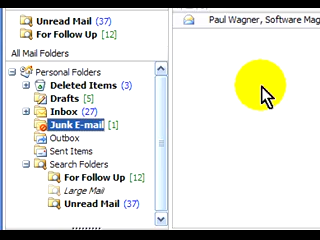 Unread Mail (37)
For Follow Up [12]
All Mail Folders
Personal Folders
Deleted Items (3)
Drafts [5]
Inbox (27)
Junk E-mail [1]
Outbox
Sent Items
Search Folders
For Follow Up [12]
Large Mail
Unread Mail (37)
Paul Wagner, Software Mag